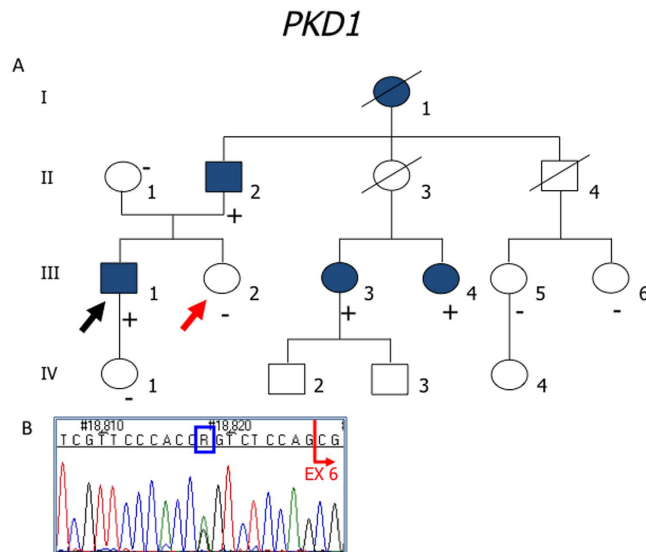 PKD1
A
I
1
II
- 1 2 3 4
+
III
1 2 3 4 5 6
+ - + + - -
IV
1 2 3 4
-
B
#18,810 #18,820
TCGTTCCCACCRGTCTCCAGCG
EX 6